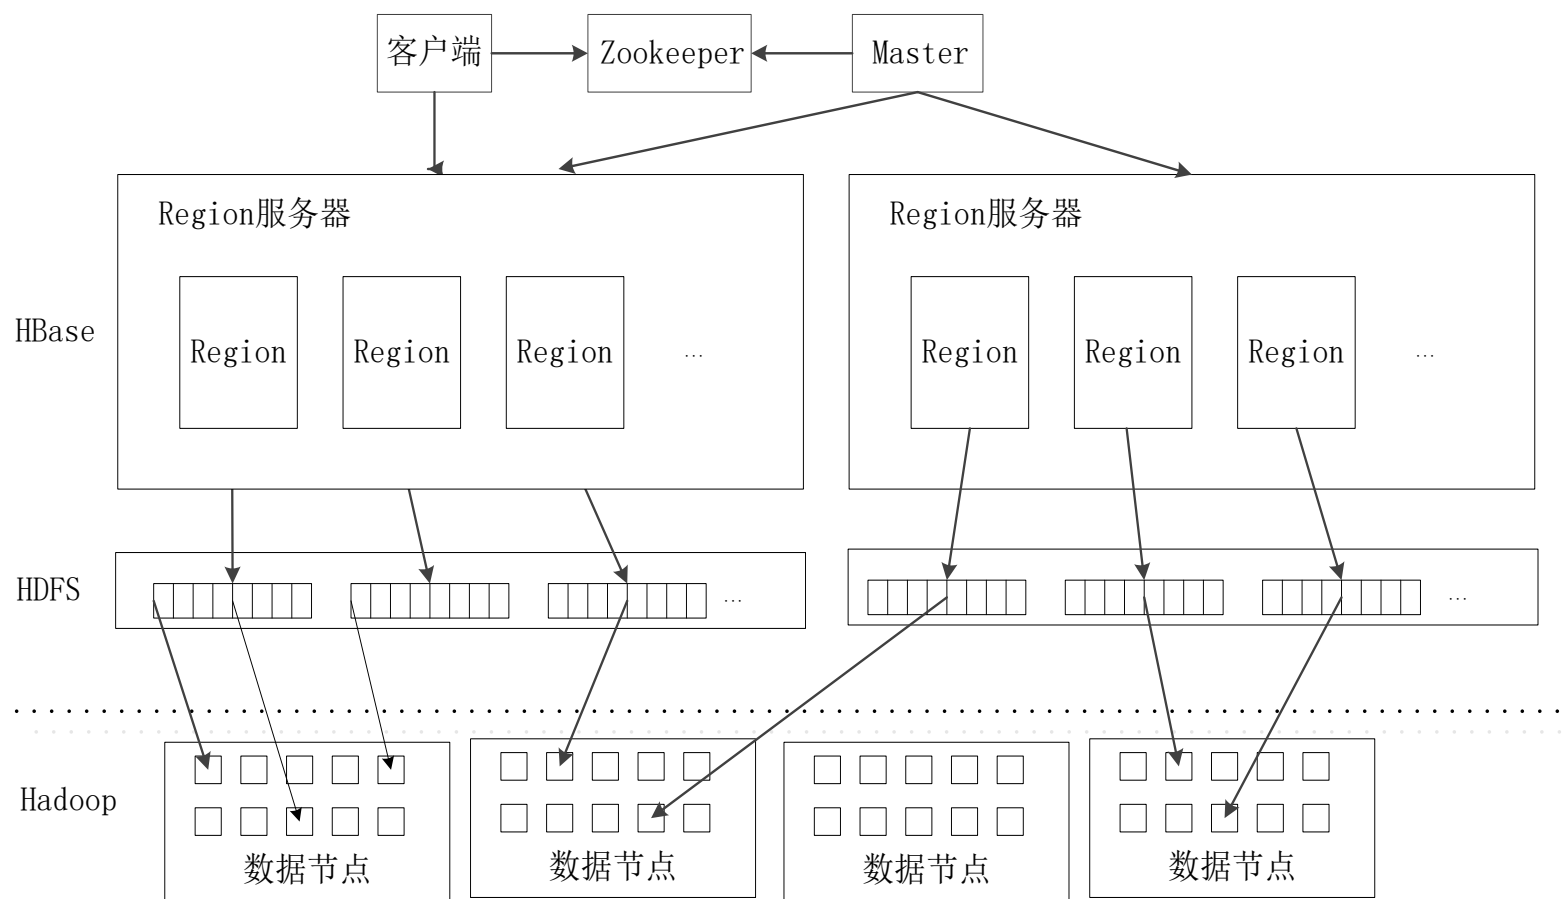 客户端
Zookeeper
Master
Region服务器
Region服务器
HBase
Region
Region
Region
...
Region
Region
Region
...
HDFS
...
...
Hadoop
数据节点
数据节点
数据节点
数据节点